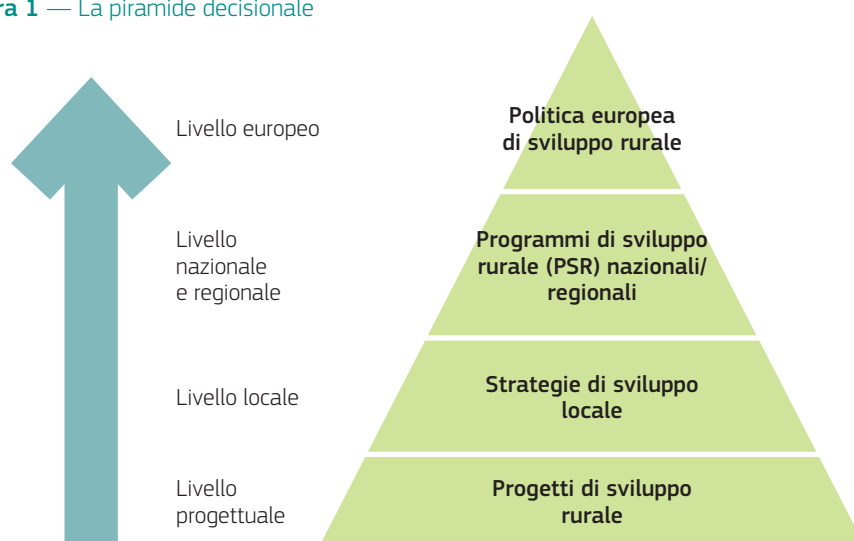 ra 1 — La piramide decisionale
Livello europeo
Politica europea
di sviluppo rurale
Livello
nazionale
e regionale
Programmi di sviluppo
rurale (PSR) nazionali/
regionali
Livello locale
Strategie di sviluppo
locale
Livello
progettuale
Progetti di sviluppo
rurale